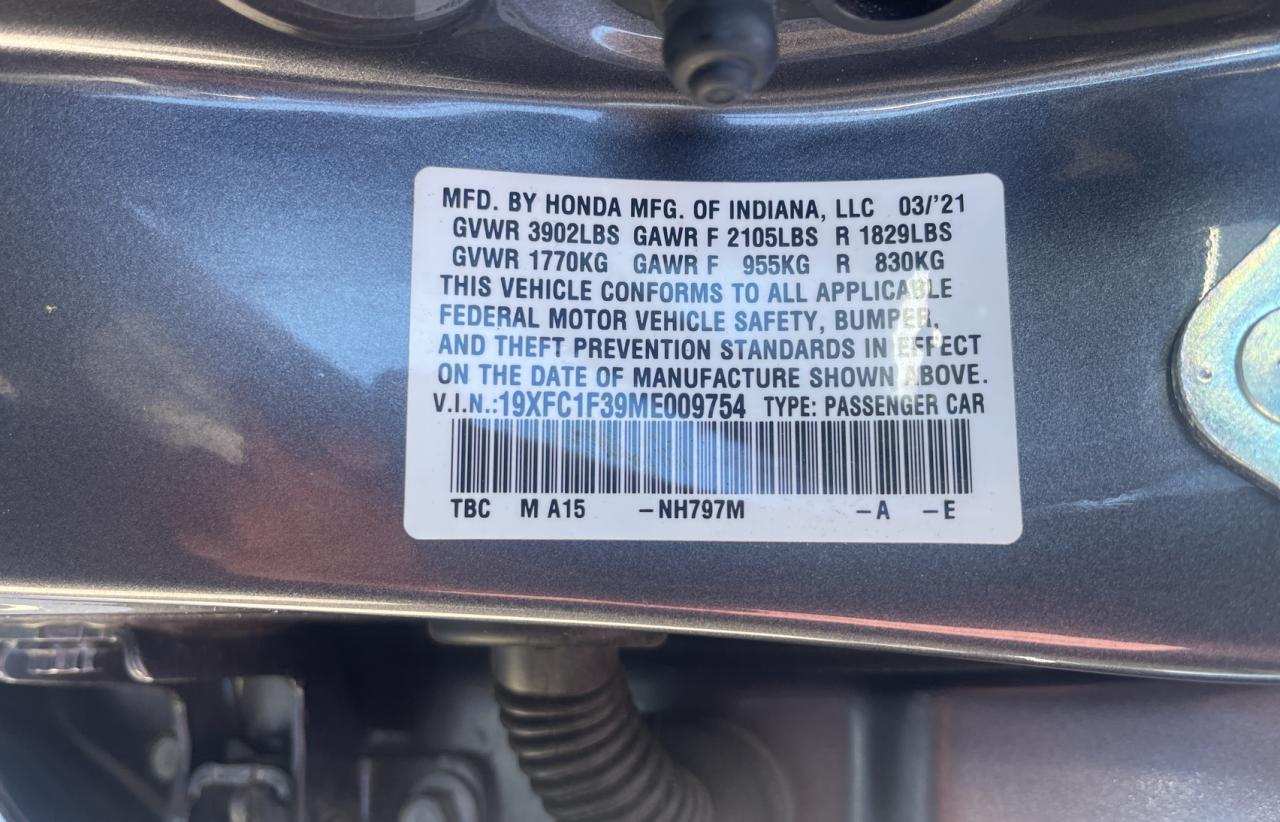 MFD. BY HONDA MFG. OF INDIANA, LLC 03/'21
GVWR 3902LBS GAWR F 2105LBS R 1829LBS
GVWR 1770KG GAWR F 955KG R 830KG
THIS VEHICLE CONFORMS TO ALL APPLICABLE
FEDERAL MOTOR VEHICLE SAFETY, BUMPER,
AND THEFT PREVENTION STANDARDS IN EFFECT
ON THE DATE OF MANUFACTURE SHOWN ABOVE.
V.I.N.:19XFC1F39ME009754 TYPE: PASSENGER CAR
TBC M A15 –NH797M –A –E